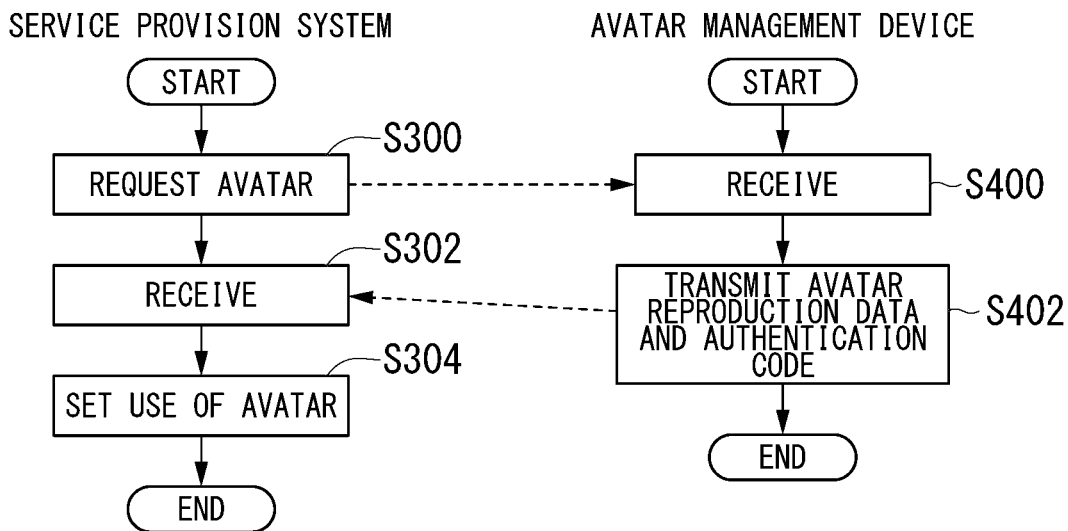 SERVICE PROVISION SYSTEM
START
S300
REQUEST AVATAR
S302
RECEIVE
S304
SET USE OF AVATAR
END
AVATAR MANAGEMENT DEVICE
START
RECEIVE
S400
TRANSMIT AVATAR
REPRODUCTION DATA
AND AUTHENTICATION
CODE
S402
END